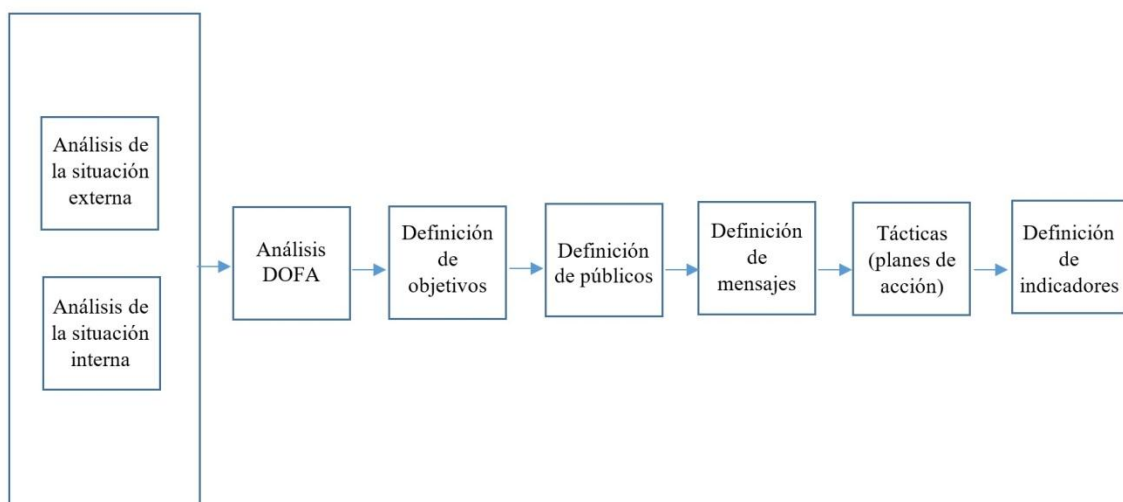 Análisis de
la situación
externa
Análisis de
la situación
interna
Análisis
DOFA
Definición
de
objetivos
Definición
de públicos
Definición
de
mensajes
Tácticas
(planes de
acción)
Definición
de
indicadores